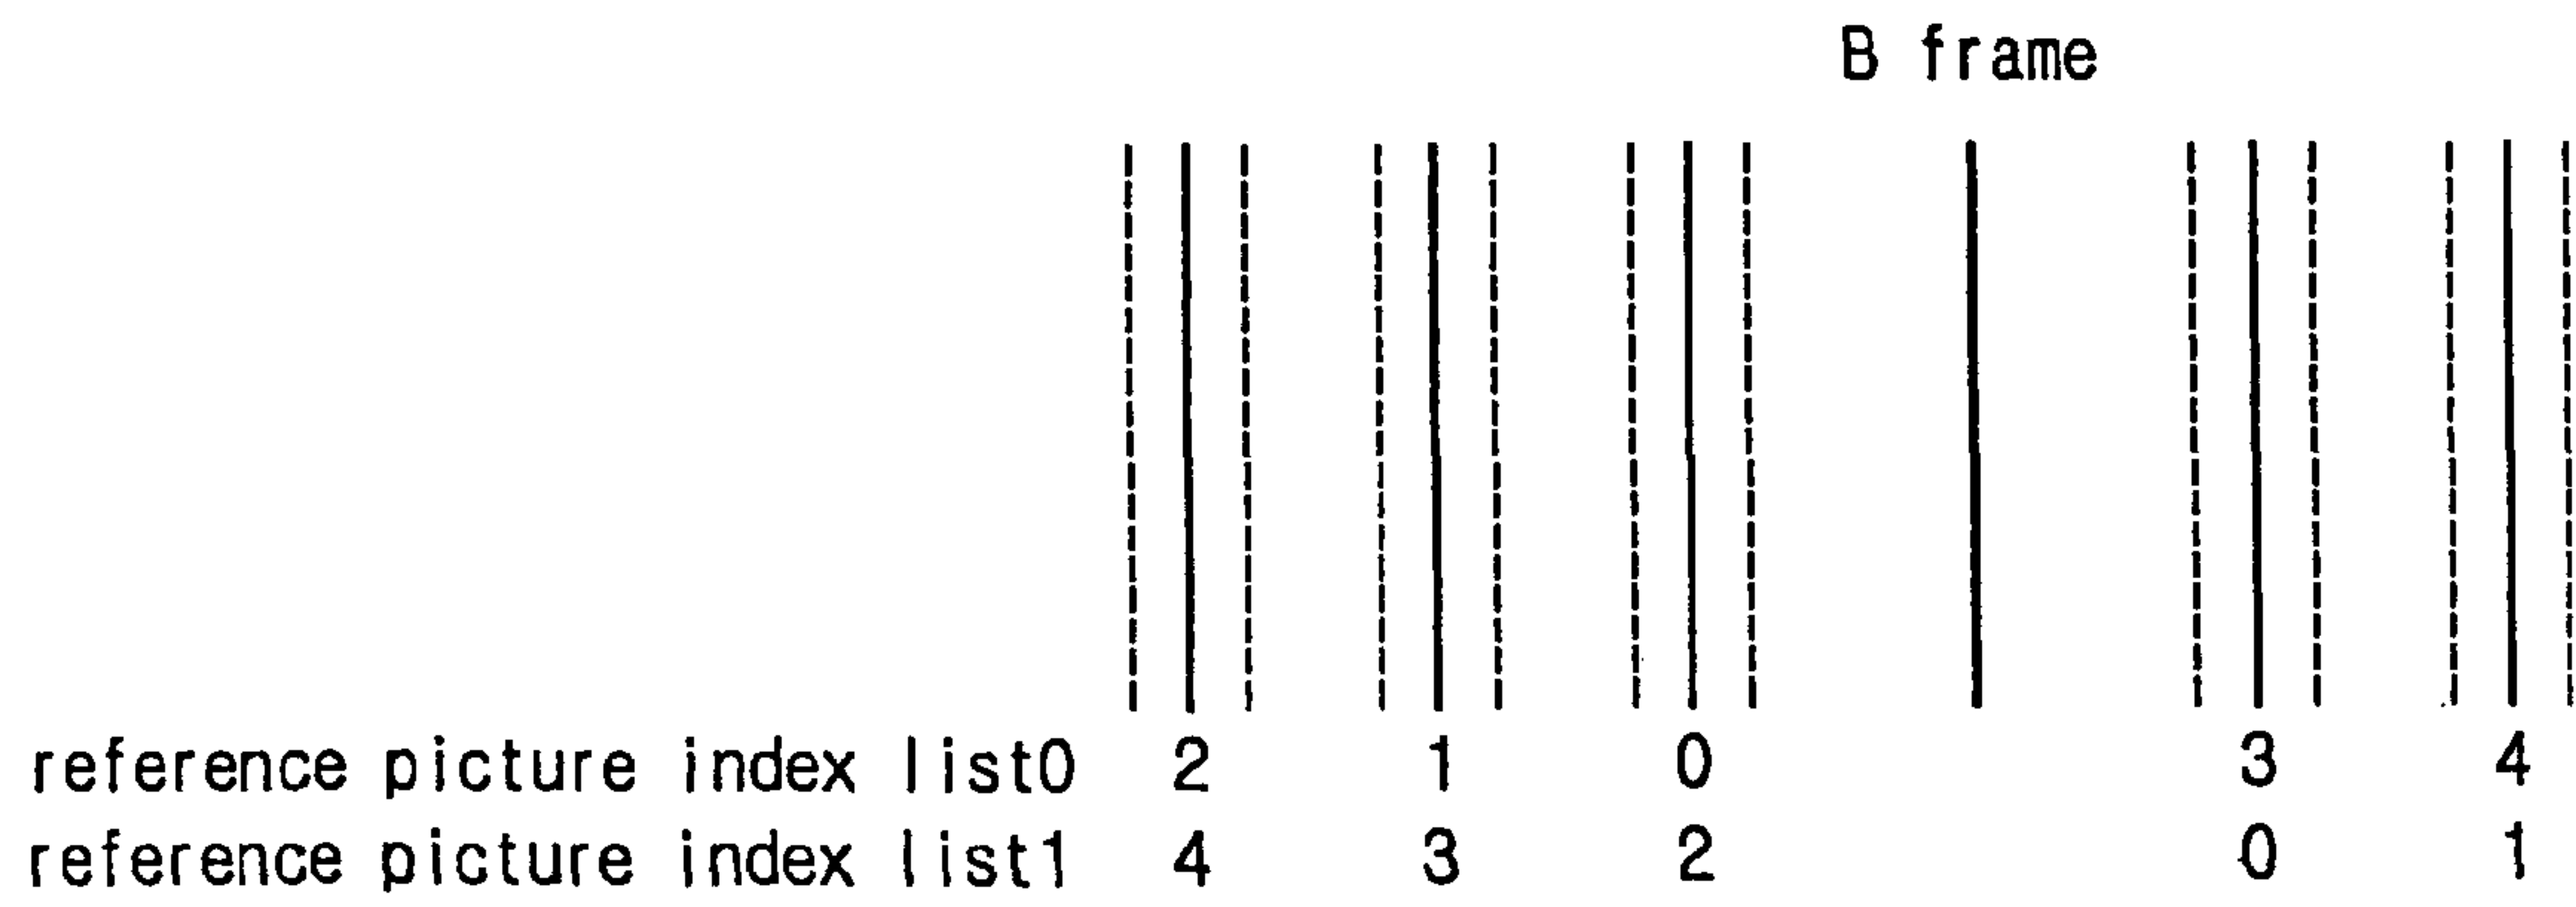 B frame
reference picture index list0 2 1 0 3 4
reference picture index list1 4 3 2 0 1